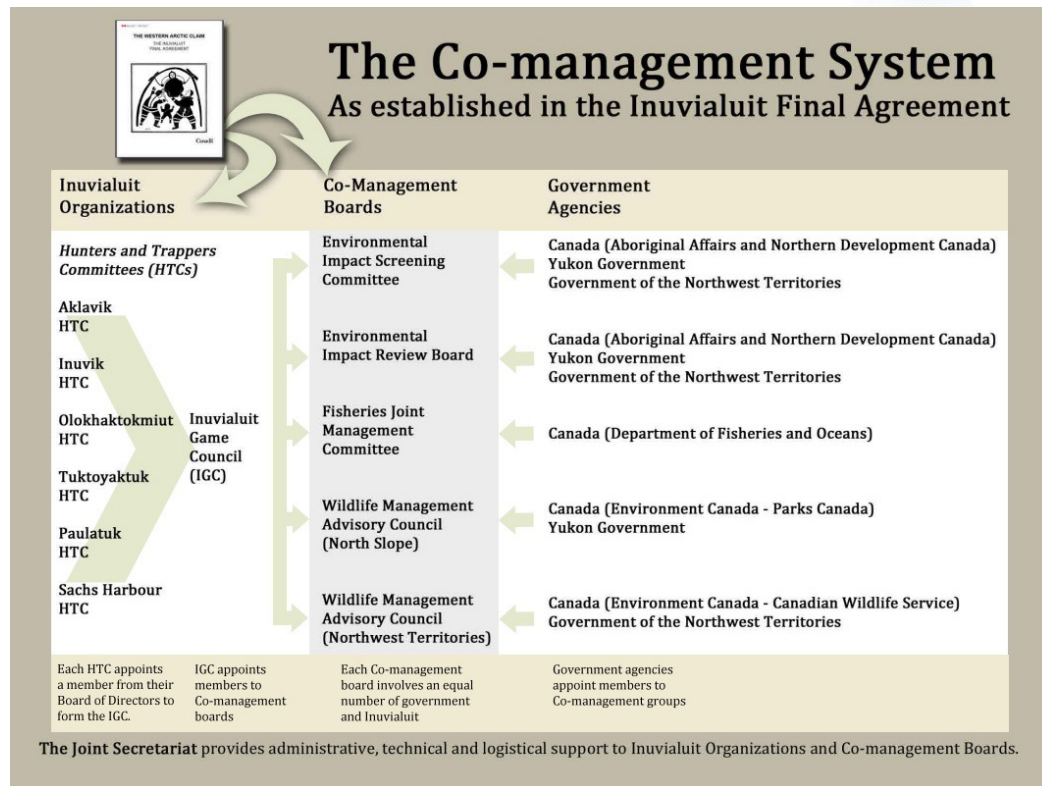 THE WESTERN ARCTIC CLAIM
THE INUVIALUIT
FINAL AGREEMENT
Canada
The Co-management System
As established in the Inuvialuit Final Agreement
Inuvialuit
Organizations
Co-Management
Boards
Government
Agencies
Hunters and Trappers
Committees (HTCs)
Aklavik
HTC
Inuvik
HTC
Olokhaktokmiut
HTC
Tuktoyaktuk
HTC
Paulatuk
HTC
Sachs Harbour
HTC
Inuvialuit
Game
Council
(IGC)
Environmental
Impact Screening
Committee
Canada (Aboriginal Affairs and Northern Development Canada)
Yukon Government
Government of the Northwest Territories
Environmental
Impact Review Board
Canada (Aboriginal Affairs and Northern Development Canada)
Yukon Government
Government of the Northwest Territories
Fisheries Joint
Management
Committee
Canada (Department of Fisheries and Oceans)
Wildlife Management
Advisory Council
(North Slope)
Canada (Environment Canada - Parks Canada)
Yukon Government
Wildlife Management
Advisory Council
(Northwest Territories)
Canada (Environment Canada - Canadian Wildlife Service)
Government of the Northwest Territories
Each HTC appoints
a member from their
Board of Directors to
form the IGC.
IGC appoints
members to
Co-management
boards
Each Co-management
board involves an equal
number of government
and Inuvialuit
Government agencies
appoint members to
Co-management groups
The Joint Secretariat provides administrative, technical and logistical support to Inuvialuit Organizations and Co-management Boards.